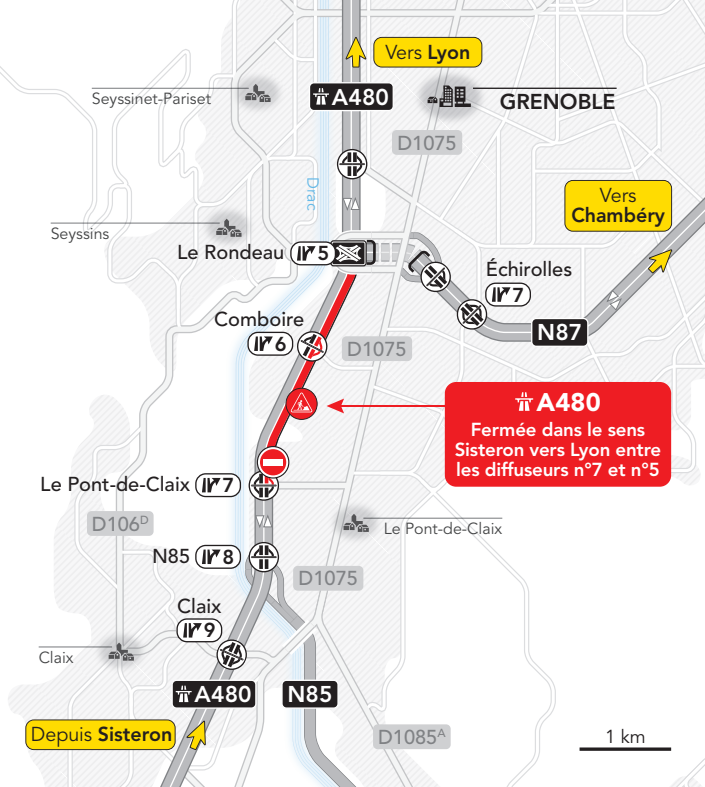 Vers Lyon
A480
Seyssinet-Pariset
GRENOBLE
D1075
Drac
Vers
Chambéry
Seyssins
Le Rondeau 5
Échirolles
7
Comboire
6
D1075
N87
A480
Fermée dans le sens
Sisteron vers Lyon entre
les diffuseurs n°7 et n°5
Le Pont-de-Claix 7
D106D
Le Pont-de-Claix
N85 8
D1075
Claix
9
Claix
A480
N85
Depuis Sisteron
D1085A
1 km